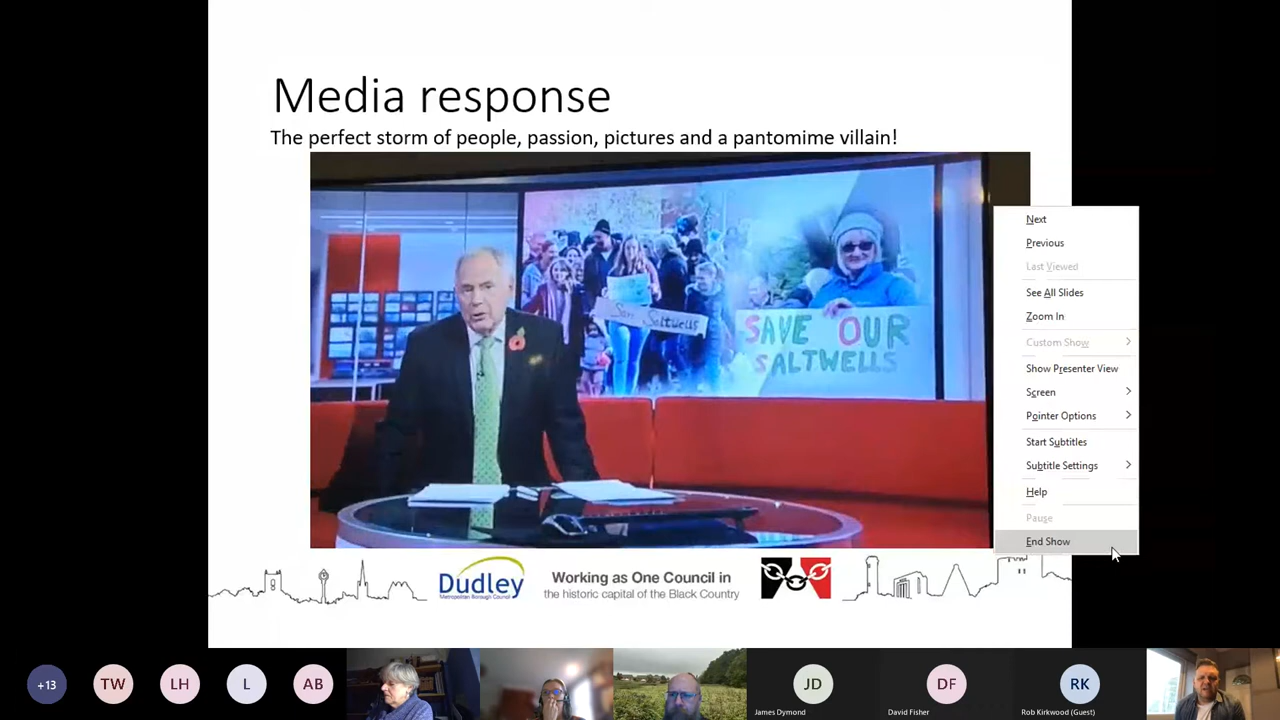 Media response
The perfect storm of people, passion, pictures and a pantomime villain!
Save Saltwells
SAVE OUR
SALTWELLS
Next
Previous
Last Viewed
See All Slides
Zoom In
Custom Show
Show Presenter View
Screen
Pointer Options
Start Subtitles
Subtitle Settings
Help
Pause
End Show
Dudley
Metropolitan Borough Council
Working as One Council in
the historic capital of the Black Country
+13
TW
LH
L
AB
JD
James Dymond
DF
David Fisher
RK
Rob Kirkwood (Guest)